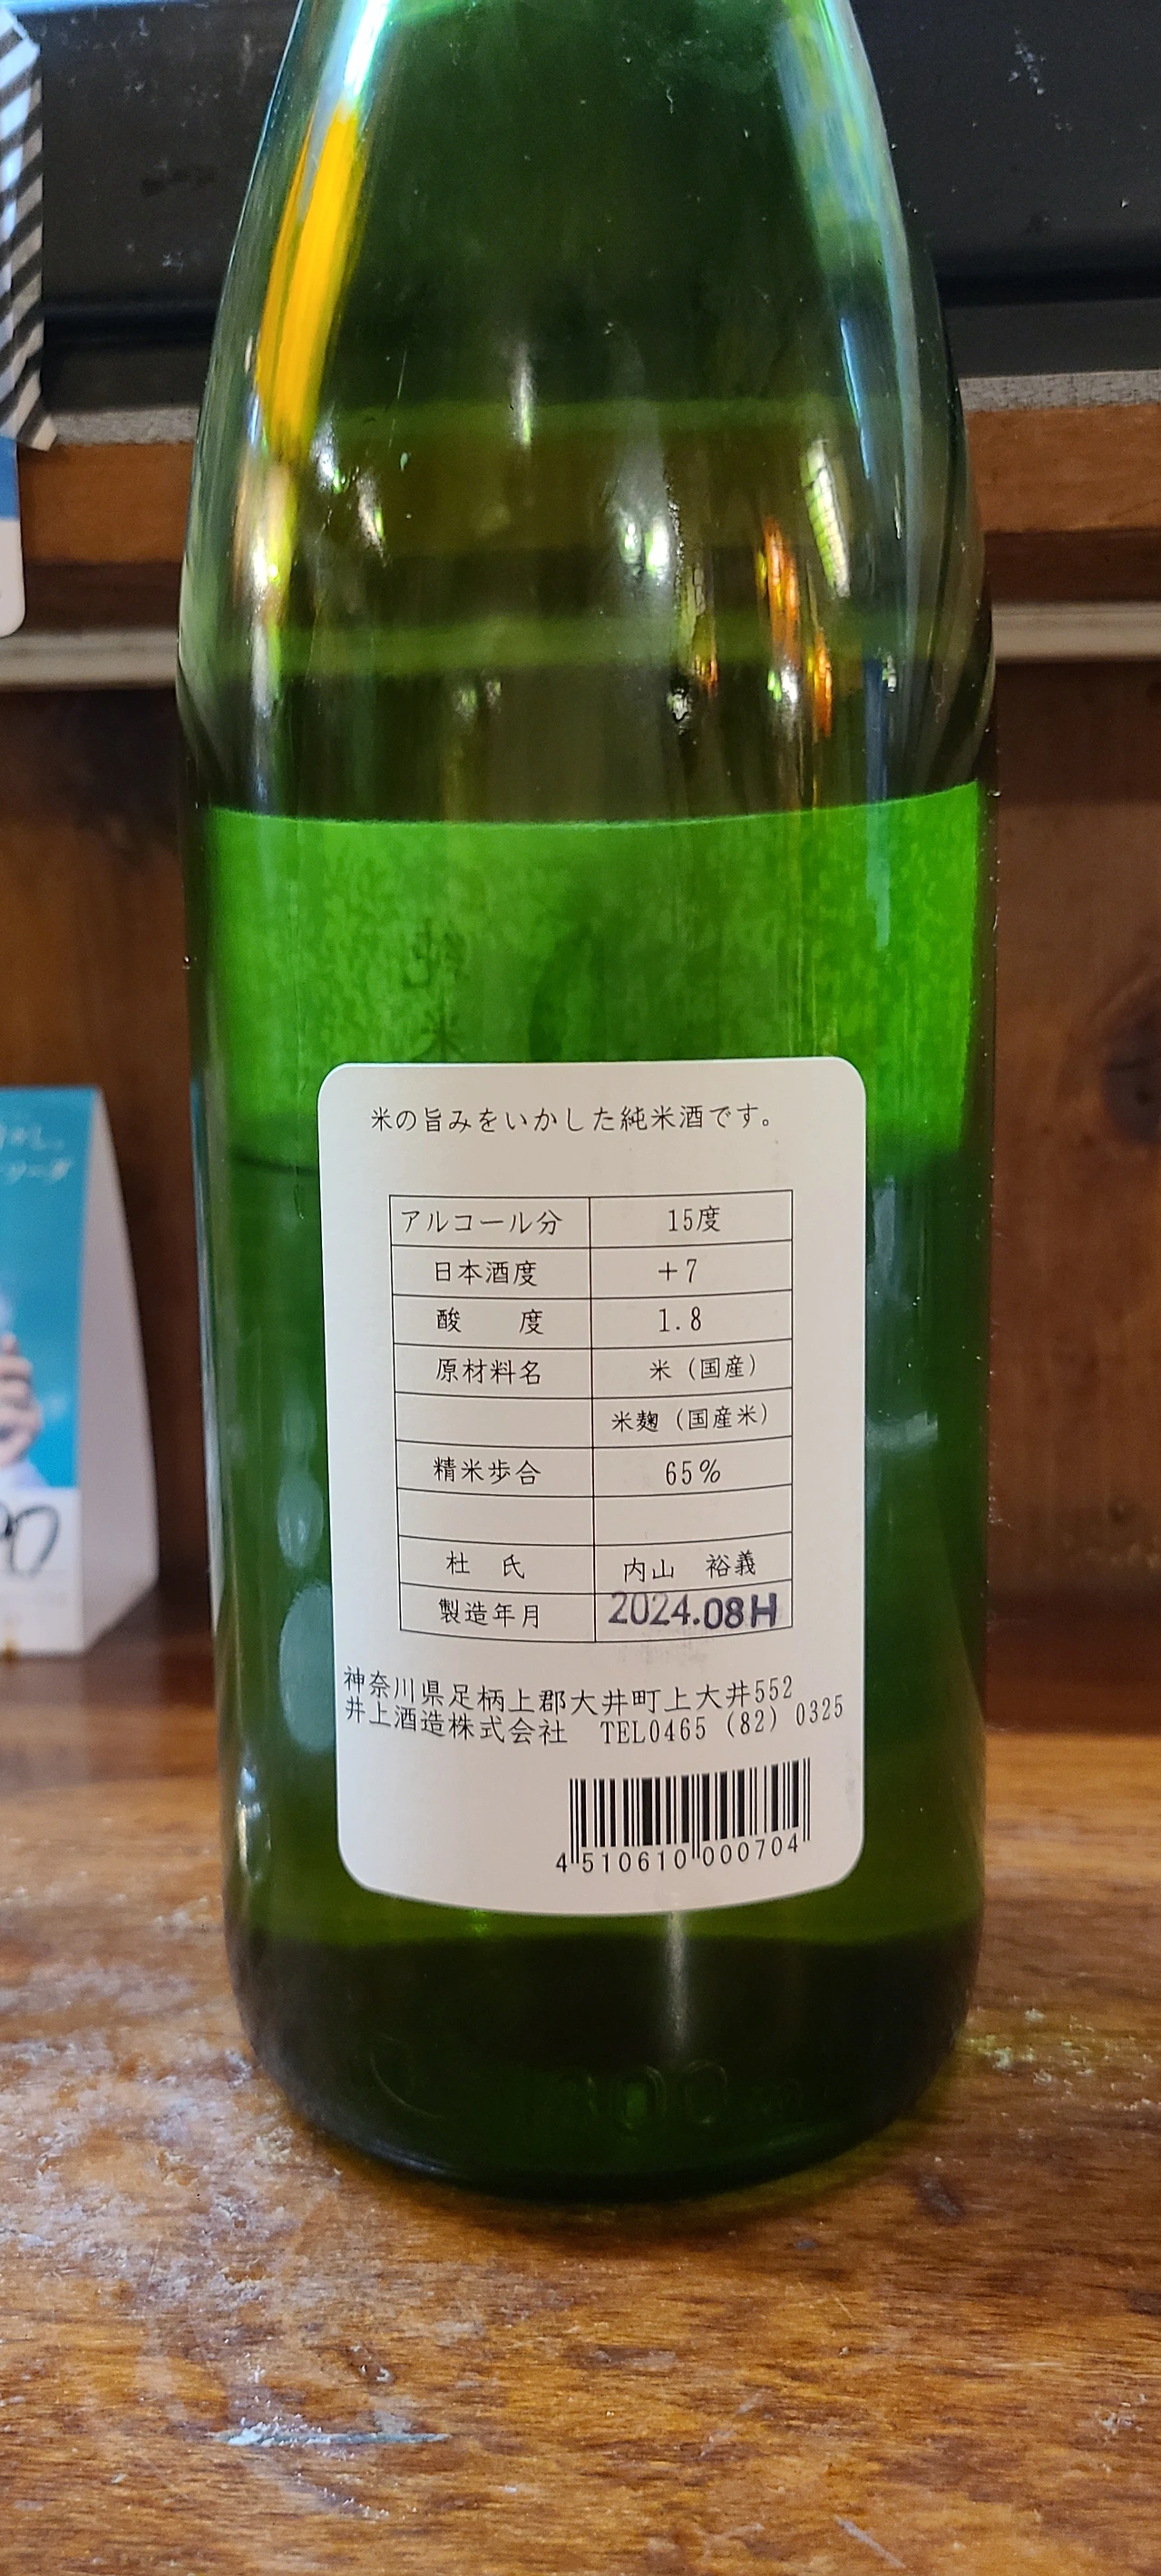 米の旨みをいかした純米酒です。
アルコール分 15度
日本酒度 +7
酸　度 1.8
原材料名 米（国産）
米麹（国産米）
精米歩合 65%
杜　氏 内山　裕義
製造年月 2024.08H
神奈川県足柄上郡大井町上大井552
井上酒造株式会社　TEL0465（82）0325
4510610000704